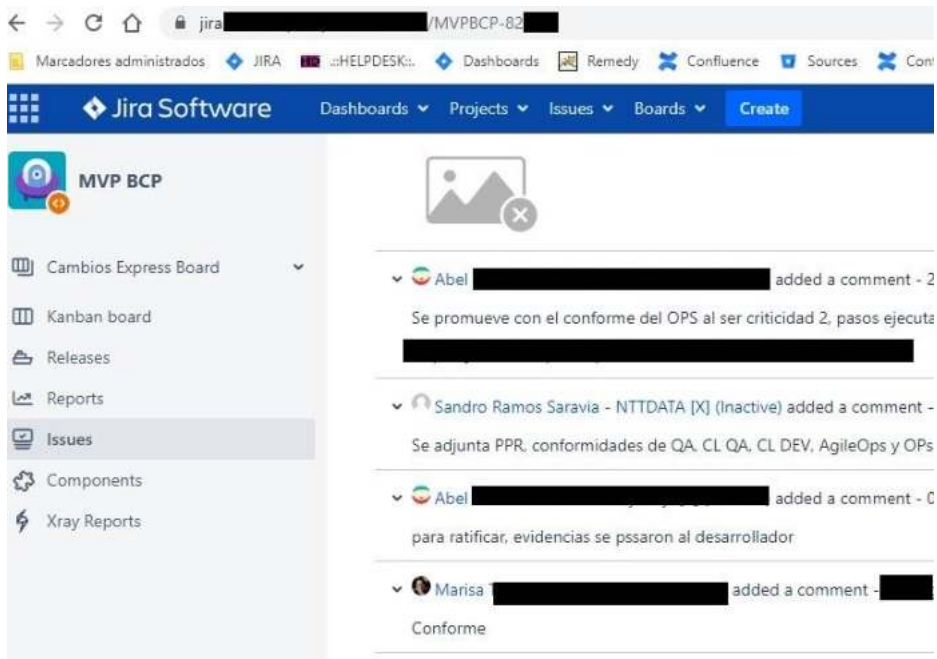 jira /MVPBCP-82
Marcadores administrados JIRA .::HELPDESK::. Dashboards Remedy Confluence Sources Con
Jira Software Dashboards Projects Issues Boards Create
MVP BCP
Cambios Express Board
Kanban board
Releases
Reports
Issues
Components
Xray Reports
Abel added a comment - 2
Se promueve con el conforme del OPS al ser criticidad 2, pasos ejecuta
Sandro Ramos Saravia - NTTDATA [X] (Inactive) added a comment -
Se adjunta PPR, conformidades de QA, CL QA, CL DEV, AgileOps y OPs
Abel added a comment - 0
para ratificar, evidencias se pssaron al desarrollador
Marisa added a comment -
Conforme